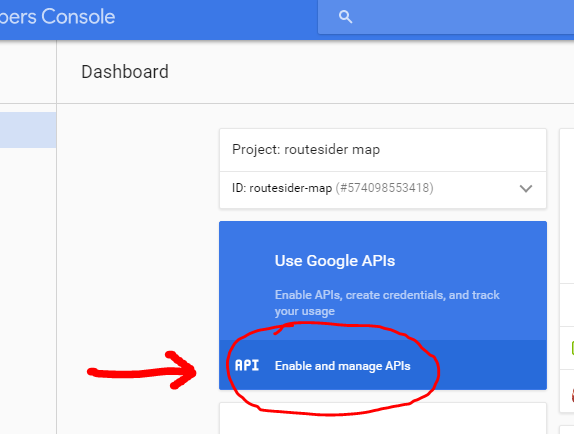 pers Console
Dashboard
Project: routesider map
ID: routesider-map (#574098553418)
Use Google APIs
Enable APIs, create credentials, and track
your usage
API Enable and manage APIs